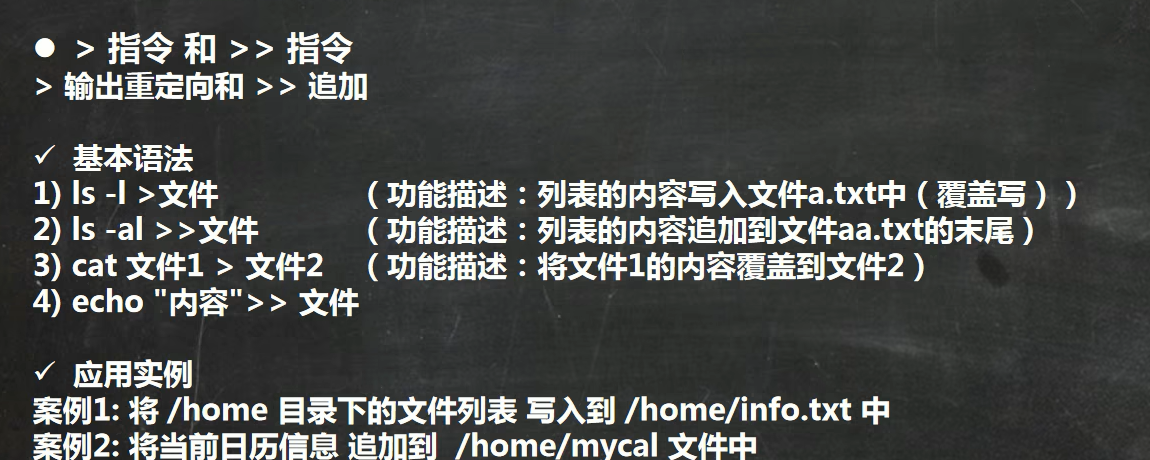 ● > 指令 和 >> 指令
> 输出重定向和 >> 追加
✓ 基本语法
1) ls -l >文件 （功能描述：列表的内容写入文件a.txt中（覆盖写））
2) ls -al >>文件 （功能描述：列表的内容追加到文件aa.txt的末尾）
3) cat 文件1 > 文件2 （功能描述：将文件1的内容覆盖到文件2）
4) echo "内容">> 文件
✓ 应用实例
案例1: 将 /home 目录下的文件列表 写入到 /home/info.txt 中
案例2: 将当前日历信息 追加到 /home/mycal 文件中